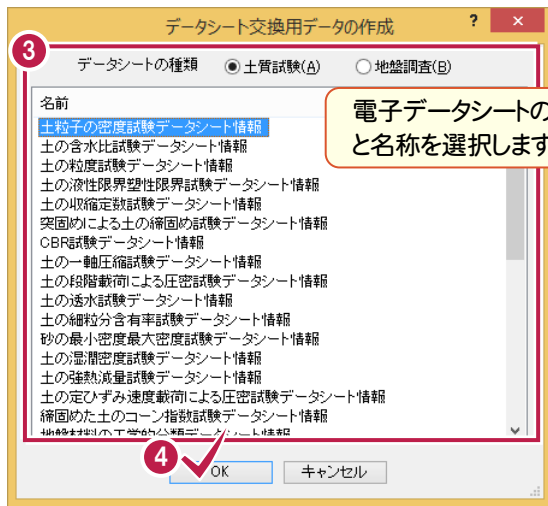 データシート交換用データの作成
? ×
3
データシートの種類 土質試験(A) 地盤調査(B)
名前
電子データシートの
と名称を選択します
土粒子の密度試験データシート情報
土の含水比試験データシート情報
土の粒度試験データシート情報
土の液性限界塑性限界試験データシート情報
土の収縮定数試験データシート情報
突固めによる土の締固め試験データシート情報
CBR試験データシート情報
土の一軸圧縮試験データシート情報
土の段階載荷による圧密試験データシート情報
土の透水試験データシート情報
土の細粒分含有率試験データシート情報
砂の最小密度最大密度試験データシート情報
土の湿潤密度試験データシート情報
土の強熱減量試験データシート情報
土の定ひずみ速度載荷による圧密試験データシート情報
締固めた土のコーン指数試験データシート情報
地盤材料の工学的分類データシート情報
4
OK キャンセル